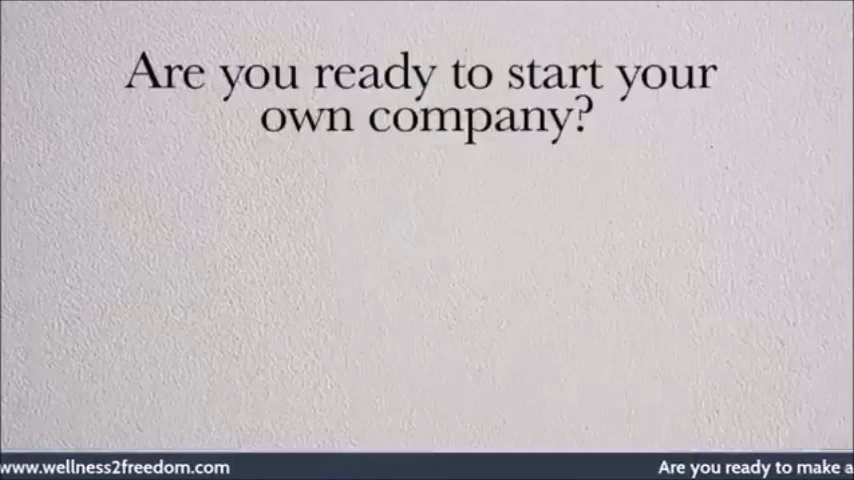 Are you ready to start your
own company?
www.wellness2freedom.com
Are you ready to make a